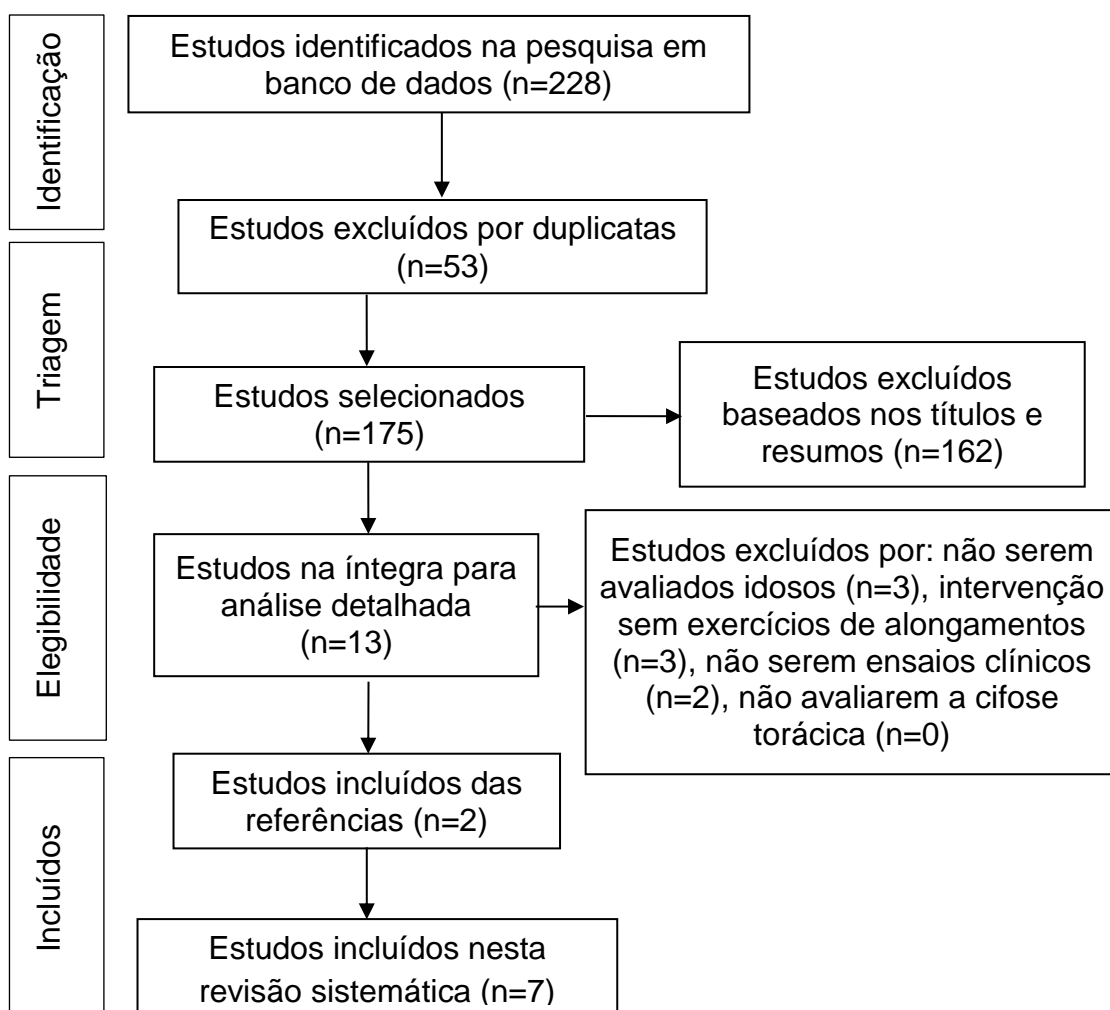 Identificação
Estudos identificados na pesquisa em
banco de dados (n=228)
Estudos excluídos por duplicatas
(n=53)
Triagem
Estudos selecionados
(n=175)
Estudos excluídos
baseados nos títulos e
resumos (n=162)
Elegibilidade
Estudos na íntegra para
análise detalhada
(n=13)
Estudos excluídos por: não serem
avaliados idosos (n=3), intervenção
sem exercícios de alongamentos
(n=3), não serem ensaios clínicos
(n=2), não avaliarem a cifose
torácica (n=0)
Incluídos
Estudos incluídos das
referências (n=2)
Estudos incluídos nesta
revisão sistemática (n=7)